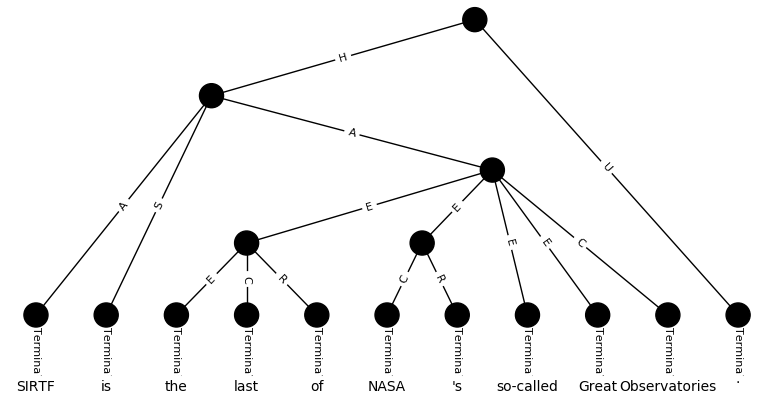 H
A
U
A
S
E
E
E
E
C
E
C
R
C
R
Termina Termina Termina Termina Termina Termina Termina Termina Termina Termina Termina
SIRTF is the last of NASA 's so-called Great Observatories .